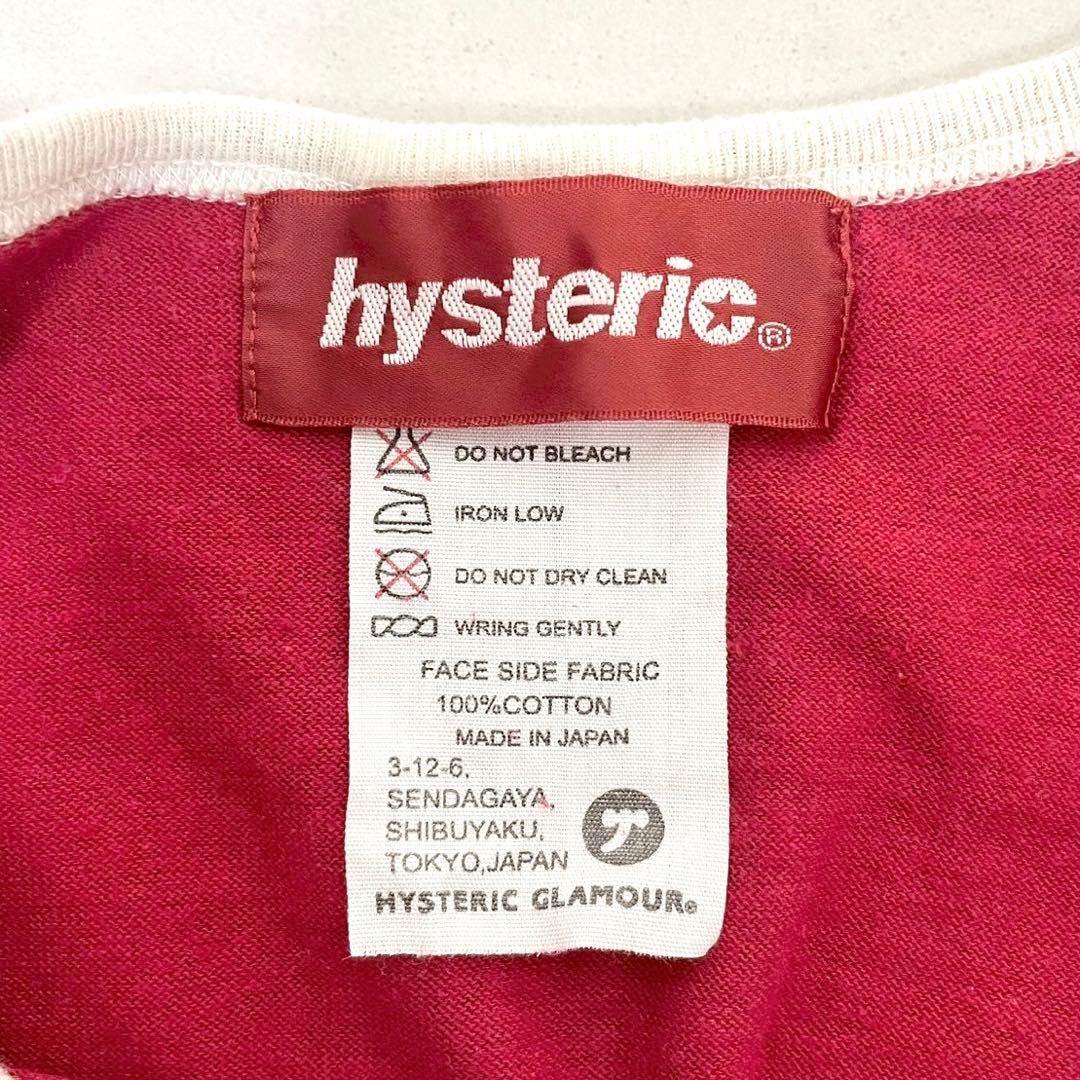 hysteric®
DO NOT BLEACH
IRON LOW
DO NOT DRY CLEAN
WRING GENTLY
FACE SIDE FABRIC
100%COTTON
MADE IN JAPAN
3-12-6,
SENDAGAYA,
SHIBUYAKU,
TOKYO,JAPAN
HYSTERIC GLAMOUR®